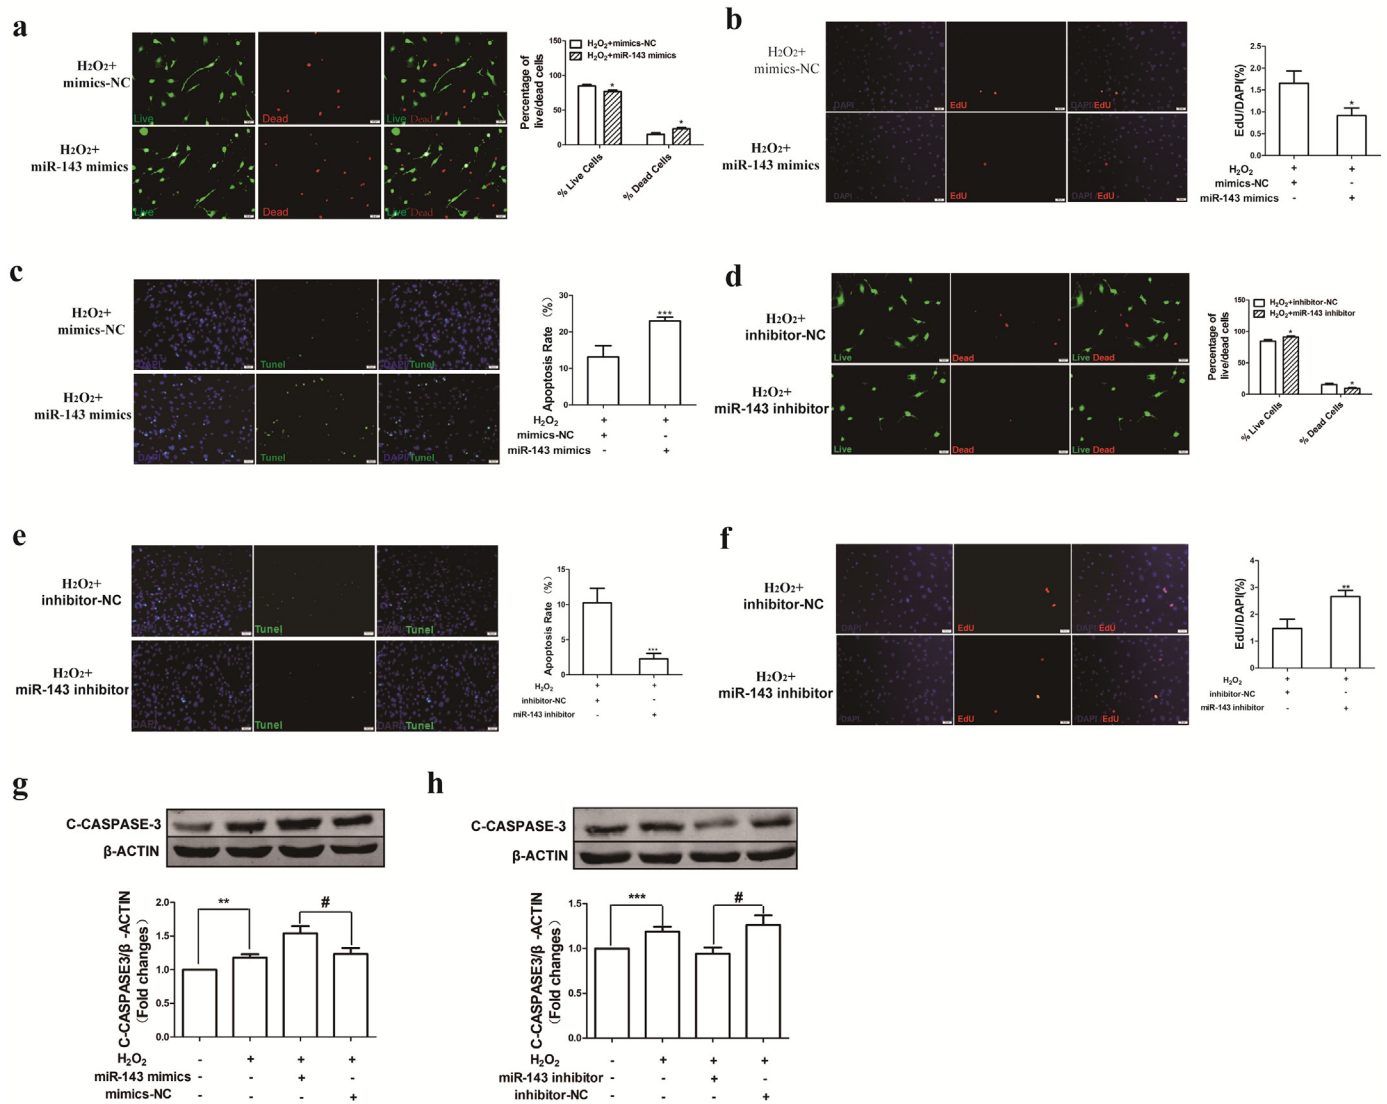 a
H2O2+
mimics-NC
H2O2+
miR-143 mimics
Live
Dead
Live Dead
Live
Dead
Live Dead
Percentage of
live/dead cells
150
100
50
0
H2O2+mimics-NC
H2O2+miR-143 mimics
*
*
% Live Cells
% Dead Cells
b
H2O2+
mimics-NC
H2O2+
miR-143 mimics
DAPI
EdU
DAPI EdU
DAPI
EdU
DAPI EdU
EdU/DAPI(%)
2.5
2.0
1.5
1.0
0.5
0.0
*
H2O2 + +
mimics-NC + -
miR-143 mimics - +
c
H2O2+
mimics-NC
H2O2+
miR-143 mimics
DAPI
Tunel
DAPI/Tunel
DAPI
Tunel
DAPI/Tunel
Apoptosis Rate (%)
30
20
10
0
***
H2O2 + +
mimics-NC + -
miR-143 mimics - +
d
H2O2+
inhibitor-NC
H2O2+
miR-143 inhibitor
Live
Dead
Live Dead
Live
Dead
Live Dead
Percentage of
live/dead cells
150
100
50
0
H2O2+inhibitor-NC
H2O2+miR-143 inhibitor
*
*
% Live Cells
% Dead Cells
e
H2O2+
inhibitor-NC
H2O2+
miR-143 inhibitor
DAPI
Tunel
DAPI Tunel
DAPI
Tunel
DAPI Tunel
Apoptosis Rate (%)
15
10
5
0
***
H2O2 + +
inhibitor-NC + -
miR-143 inhibitor - +
f
H2O2+
inhibitor-NC
H2O2+
miR-143 inhibitor
DAPI
EdU
EdU
DAPI
EdU
DAPI EdU
EdU/DAPI(%)
4
3
2
1
0
**
H2O2 + +
inhibitor-NC + -
miR-143 inhibitor - +
g
C-CASPASE-3
β-ACTIN
C-CASPASE3/β -ACTIN
(Fold changes)
2.0
1.5
1.0
0.5
0.0
**
#
H2O2 - + + +
miR-143 mimics - - + -
mimics-NC - - - +
h
C-CASPASE-3
β-ACTIN
C-CASPASE3/β -ACTIN
(Fold changes)
1.5
1.0
0.5
0.0
***
#
H2O2 - + + +
miR-143 inhibitor - - + -
inhibitor-NC - - - +